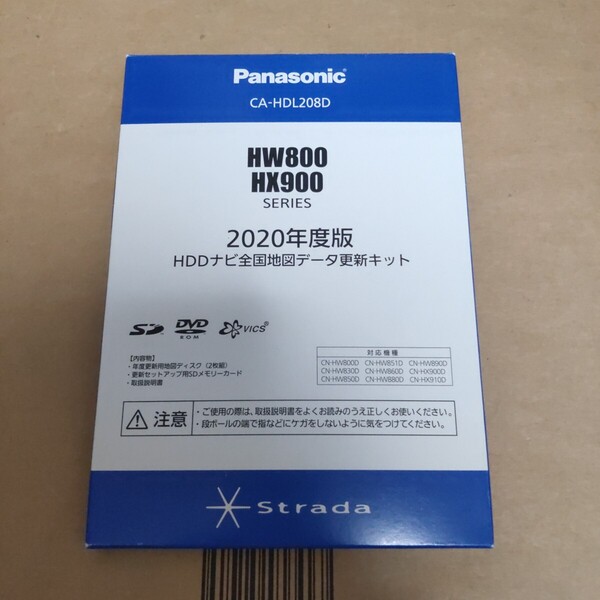 Panasonic
CA-HDL208D
HW800
HX900
SERIES
2020年度版
HDDナビ全国地図データ更新キット
SD
DVD
ROM
VICS
【内容物】
・年度更新用地図ディスク(2枚組)
・更新セットアップ用SDメモリーカード
・取扱説明書
対応機種
CN-HW800D CN-HW851D CN-HW890D
CN-HW830D CN-HW860D CN-HX900D
CN-HW850D CN-HW880D CN-HX910D
注意
・ご使用の際は、取扱説明書をよくお読みのうえ正しくお使いください。
・段ボールの端で指などにケガをしないように気をつけてください。
Strada